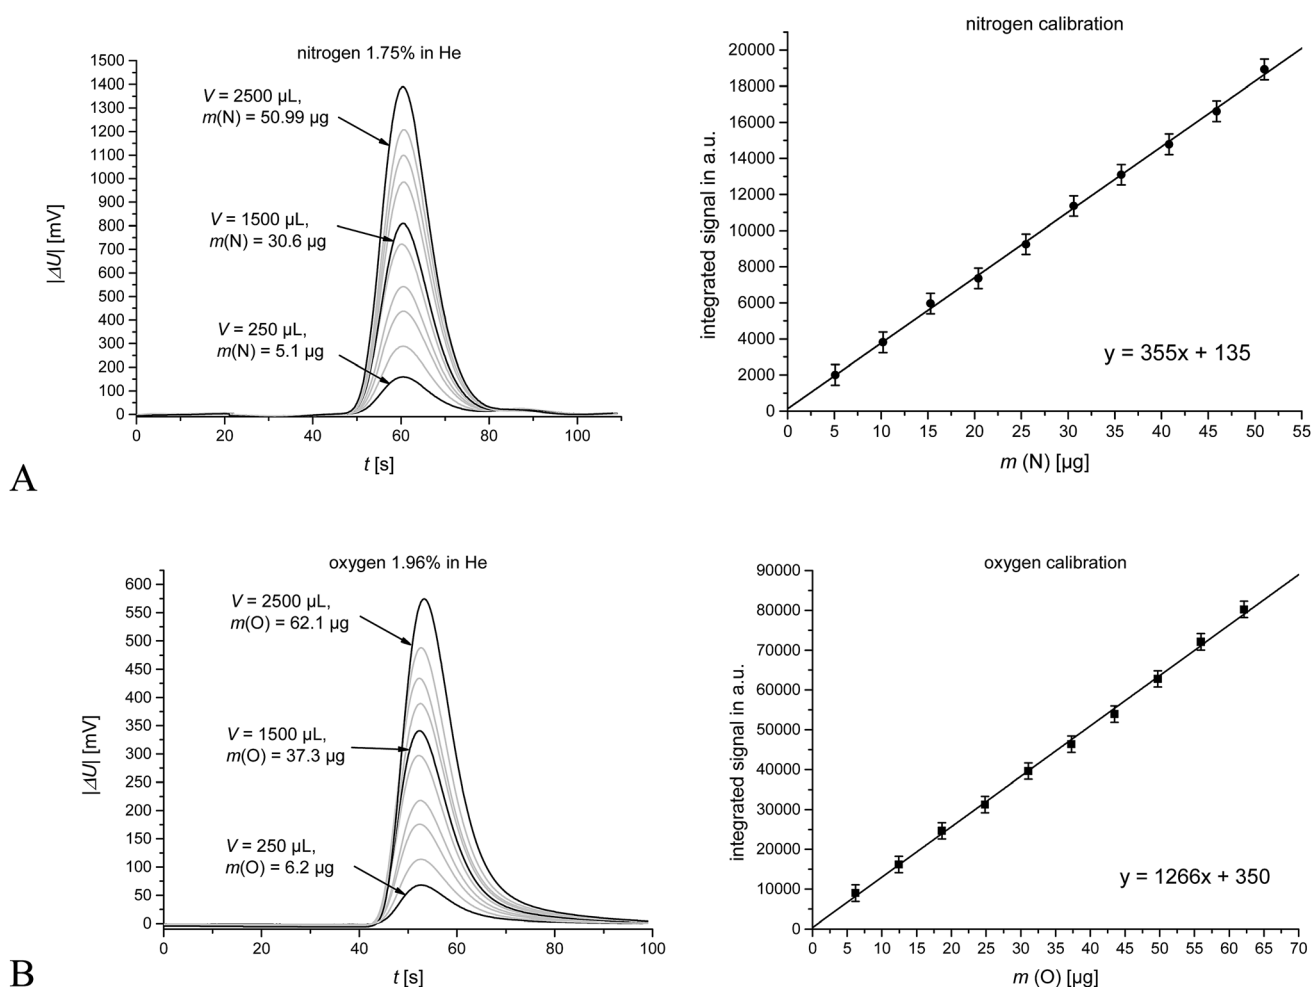 nitrogen 1.75% in He
1500
1400
1300
1200
1100
1000
900
800
700
600
500
400
300
200
100
0
|ΔU| [mV]
V = 2500 µL,
m(N) = 50.99 µg
V = 1500 µL,
m(N) = 30.6 µg
V = 250 µL,
m(N) = 5.1 µg
0 20 40 60 80 100
t [s]
A
nitrogen calibration
20000
18000
16000
14000
12000
10000
8000
6000
4000
2000
0
integrated signal in a.u.
y = 355x + 135
0 5 10 15 20 25 30 35 40 45 50 55
m (N) [µg]
oxygen 1.96% in He
600
550
500
450
400
350
300
250
200
150
100
50
0
|ΔU| [mV]
V = 2500 µL,
m(O) = 62.1 µg
V = 1500 µL,
m(O) = 37.3 µg
V = 250 µL,
m(O) = 6.2 µg
0 20 40 60 80 100
t [s]
B
oxygen calibration
90000
80000
70000
60000
50000
40000
30000
20000
10000
0
integrated signal in a.u.
y = 1266x + 350
0 5 10 15 20 25 30 35 40 45 50 55 60 65 70
m (O) [µg]